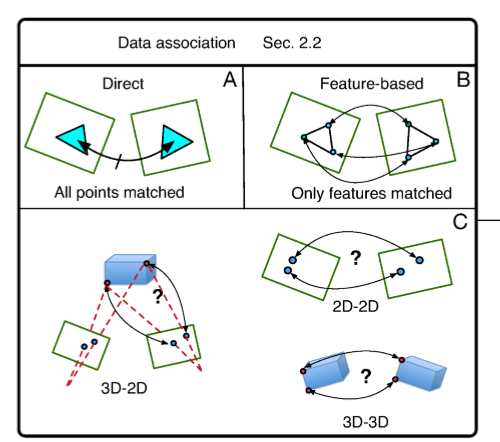 Data association Sec. 2.2
Direct A
All points matched
Feature-based B
Only features matched
C
?
2D-2D
?
3D-2D
?
3D-3D